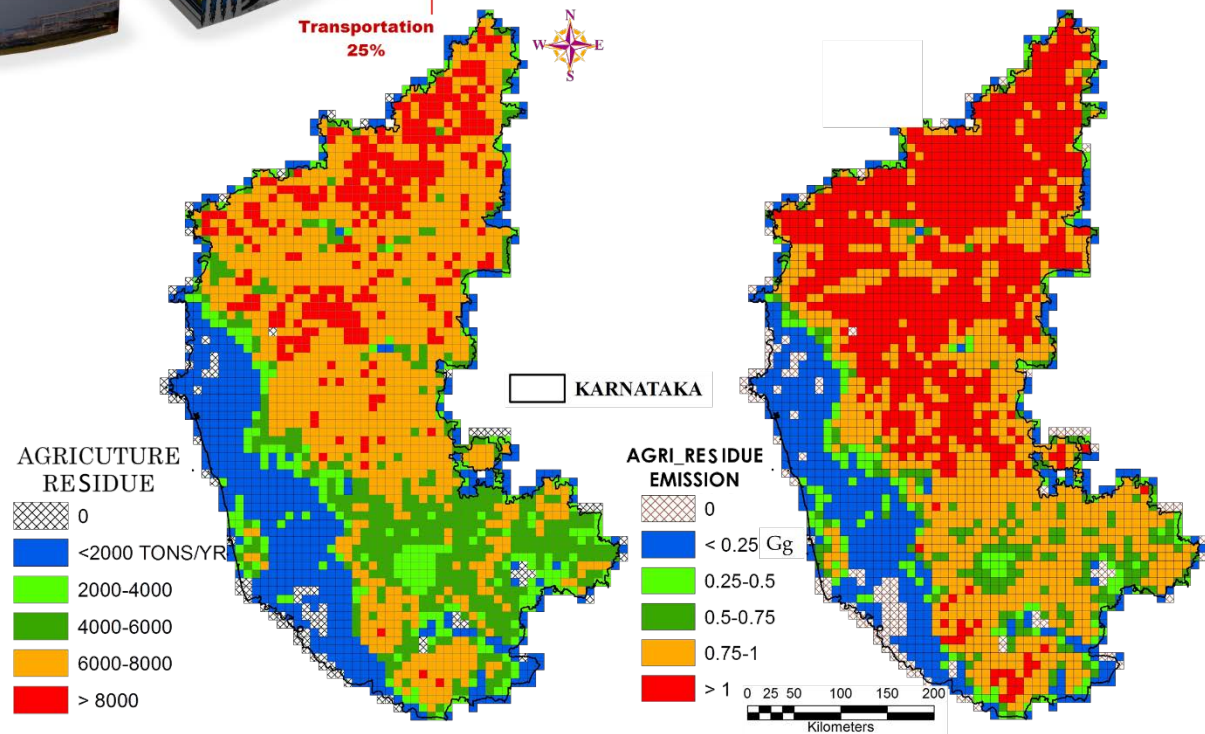 Transportation
25%
N
W E
S
KARNATAKA
AGRICUTURE
RESIDUE
0
<2000 TONS/YR
2000-4000
4000-6000
6000-8000
> 8000
AGRI_RESIDUE
EMISSION
0
< 0.25 Gg
0.25-0.5
0.5-0.75
0.75-1
> 1
0 25 50 100 150 200
Kilometers